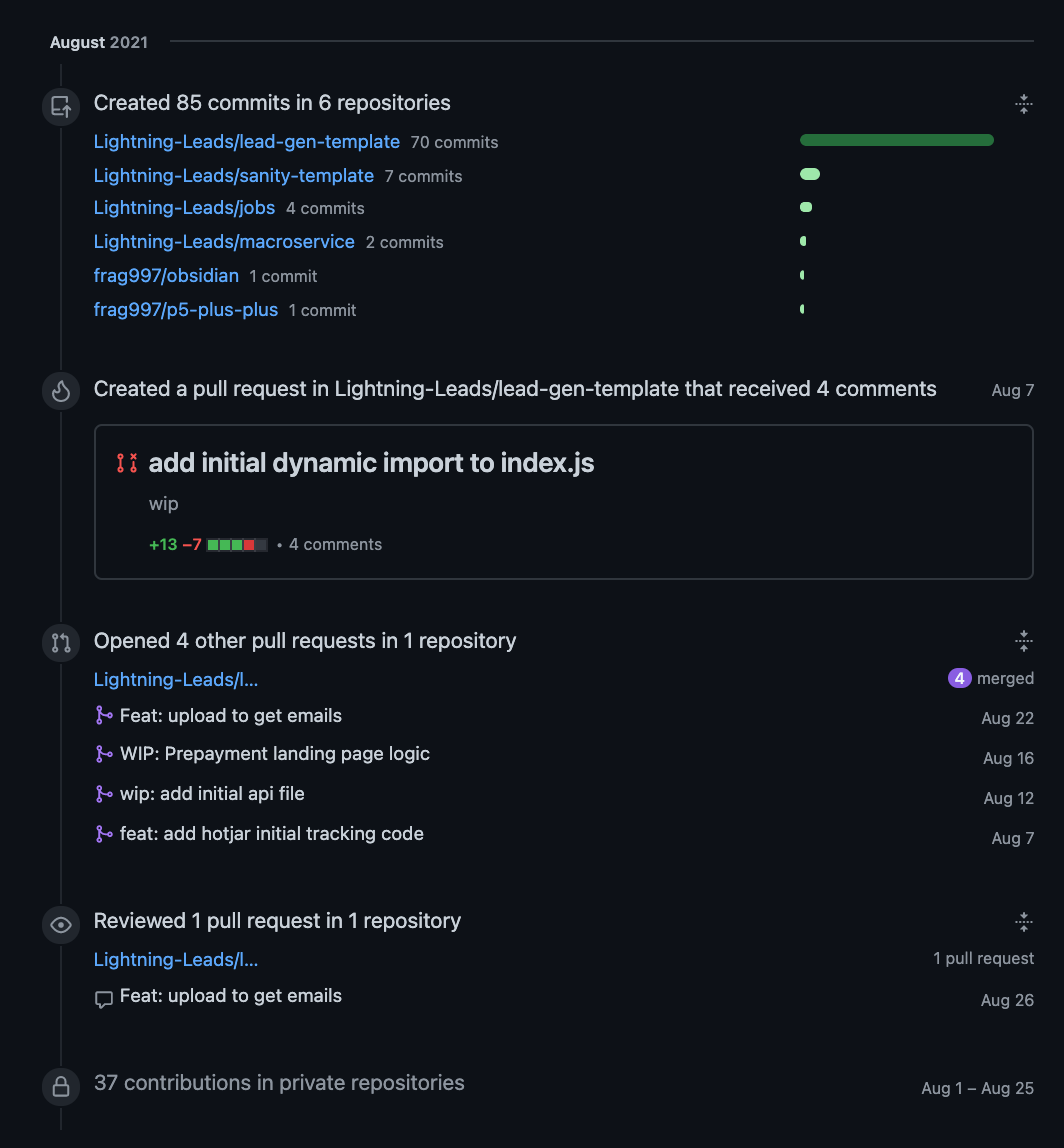 August 2021
Created 85 commits in 6 repositories
Lightning-Leads/lead-gen-template 70 commits
Lightning-Leads/sanity-template 7 commits
Lightning-Leads/jobs 4 commits
Lightning-Leads/macroservice 2 commits
frag997/obsidian 1 commit
frag997/p5-plus-plus 1 commit
Created a pull request in Lightning-Leads/lead-gen-template that received 4 comments Aug 7
add initial dynamic import to index.js
wip
+13 −7 • 4 comments
Opened 4 other pull requests in 1 repository
Lightning-Leads/l... 4 merged
Feat: upload to get emails Aug 22
WIP: Prepayment landing page logic Aug 16
wip: add initial api file Aug 12
feat: add hotjar initial tracking code Aug 7
Reviewed 1 pull request in 1 repository
Lightning-Leads/l... 1 pull request
Feat: upload to get emails Aug 26
37 contributions in private repositories Aug 1 – Aug 25